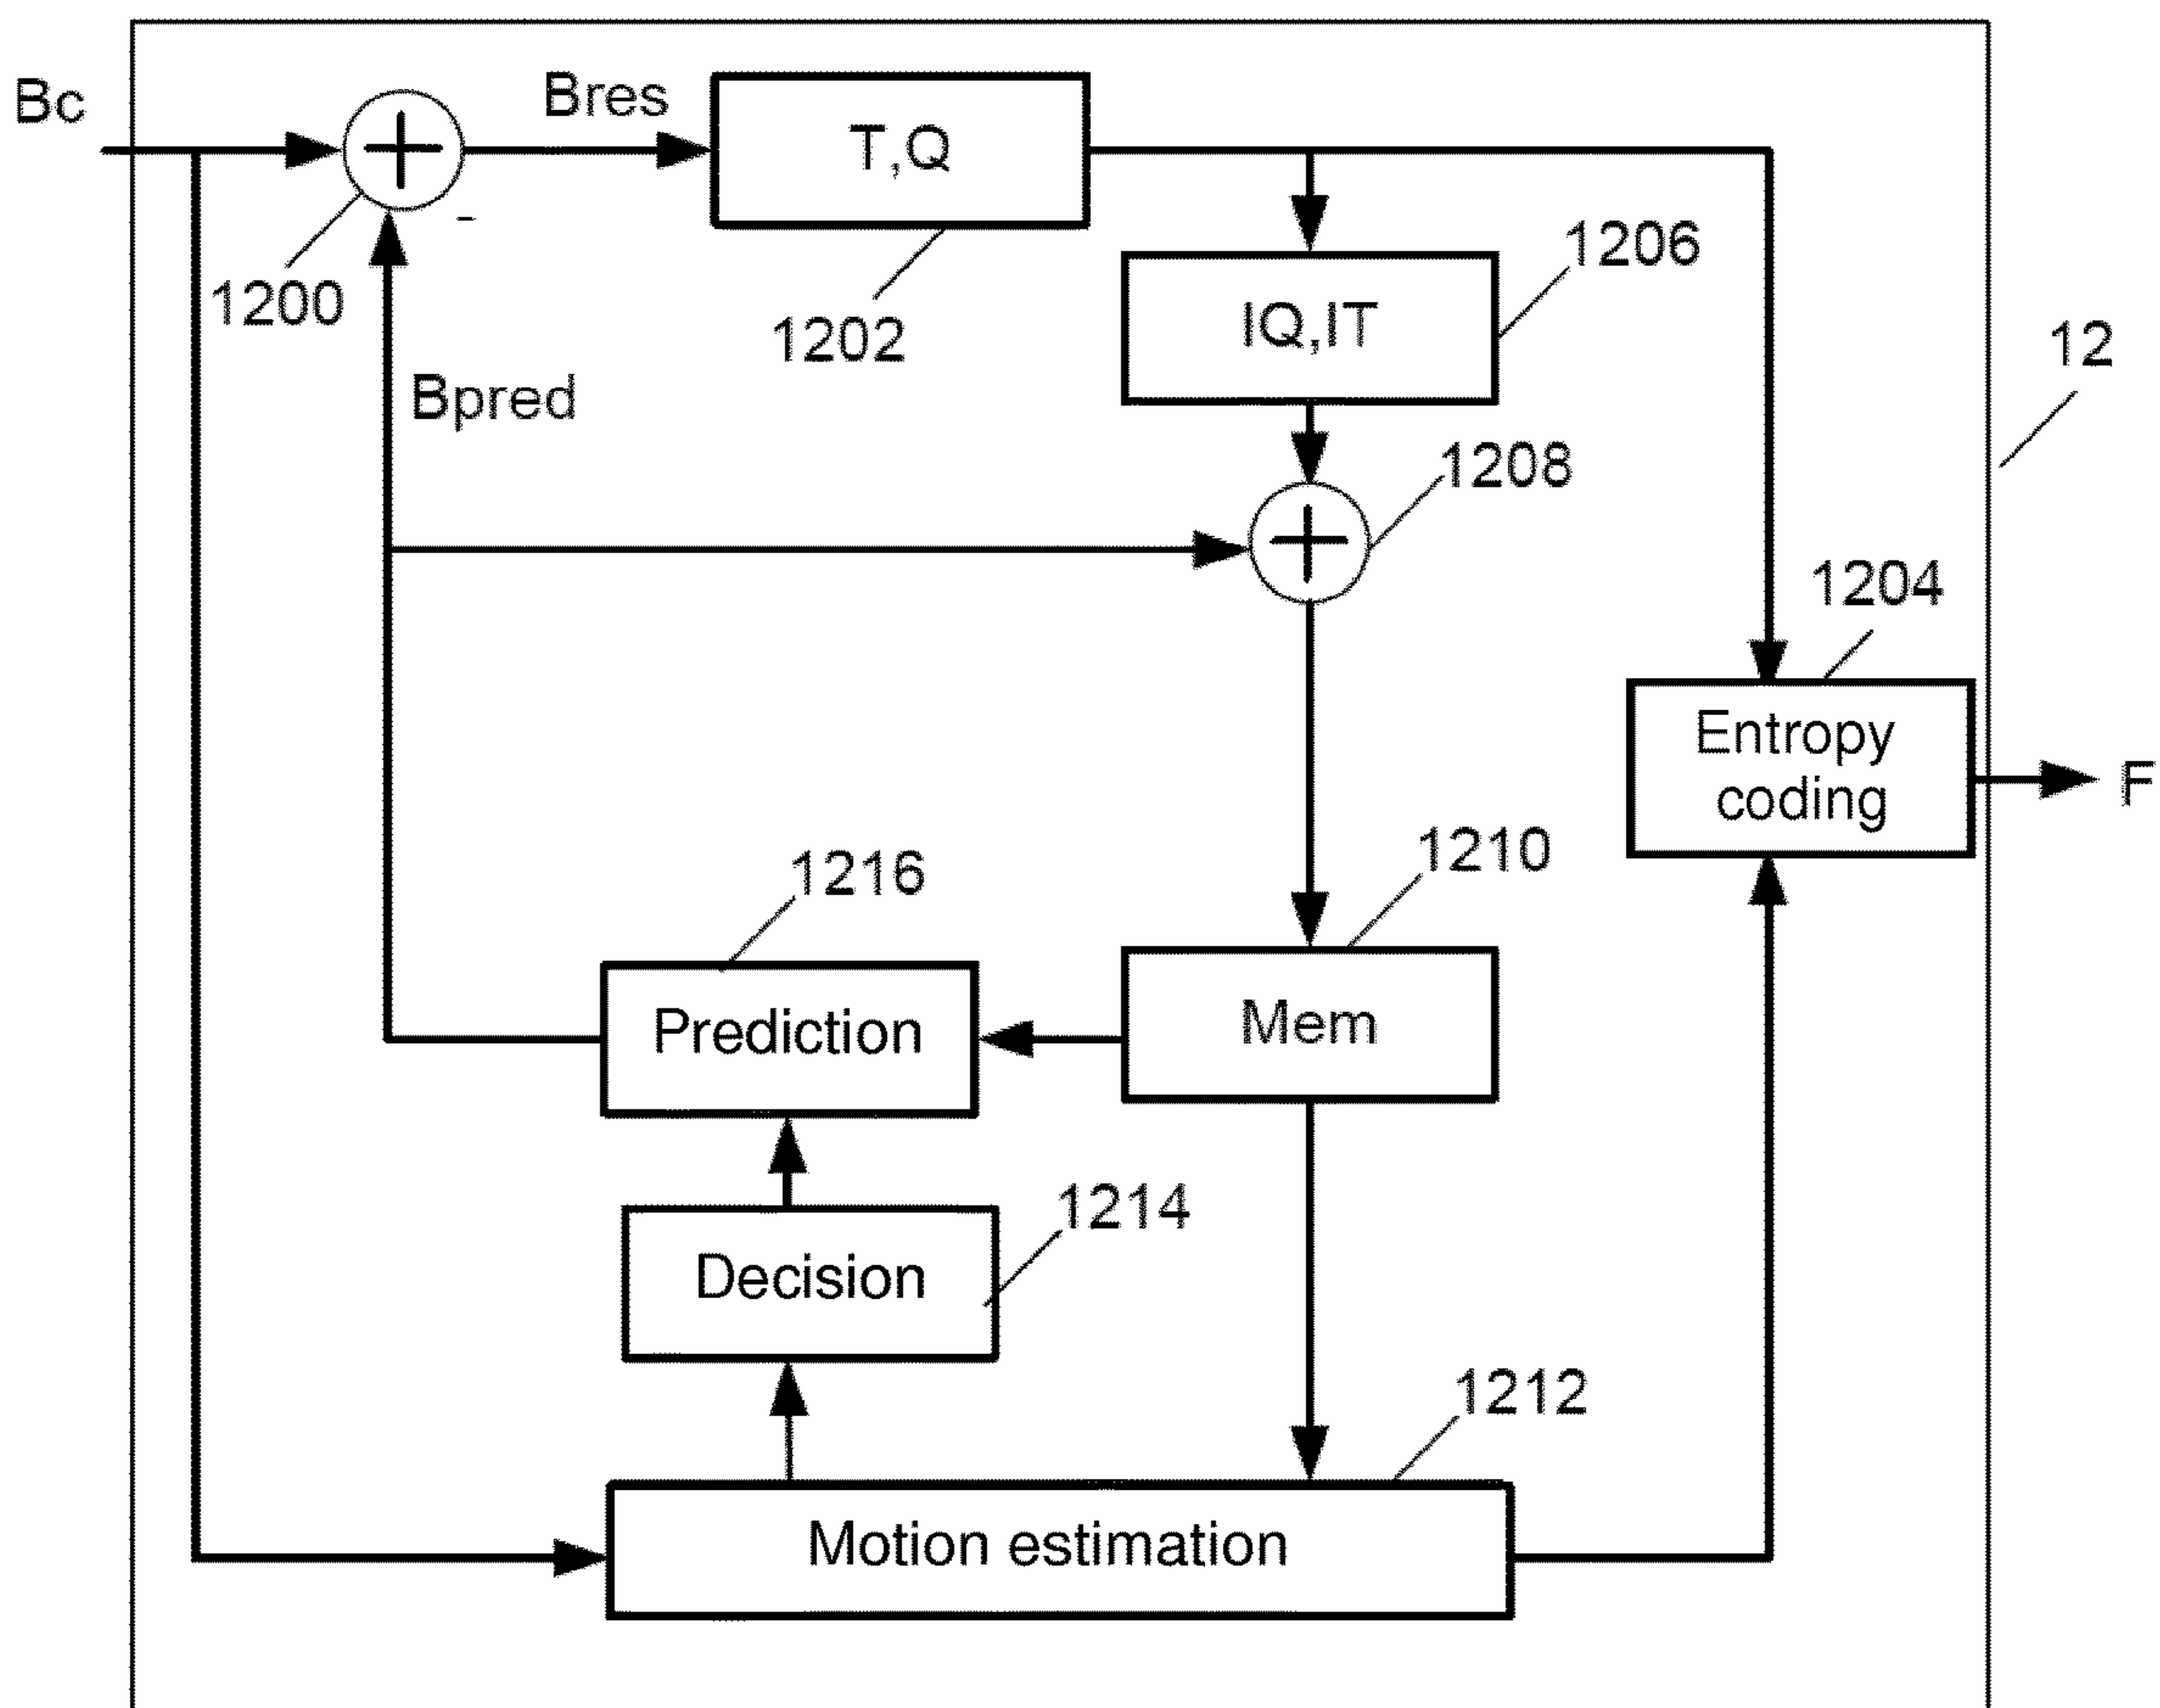 Bc
Bres
T,Q
-
1200
1202
1206
IQ,IT
12
Bpred
1208
1204
Entropy
coding
F
1216
1210
Prediction
Mem
1214
Decision
1212
Motion estimation